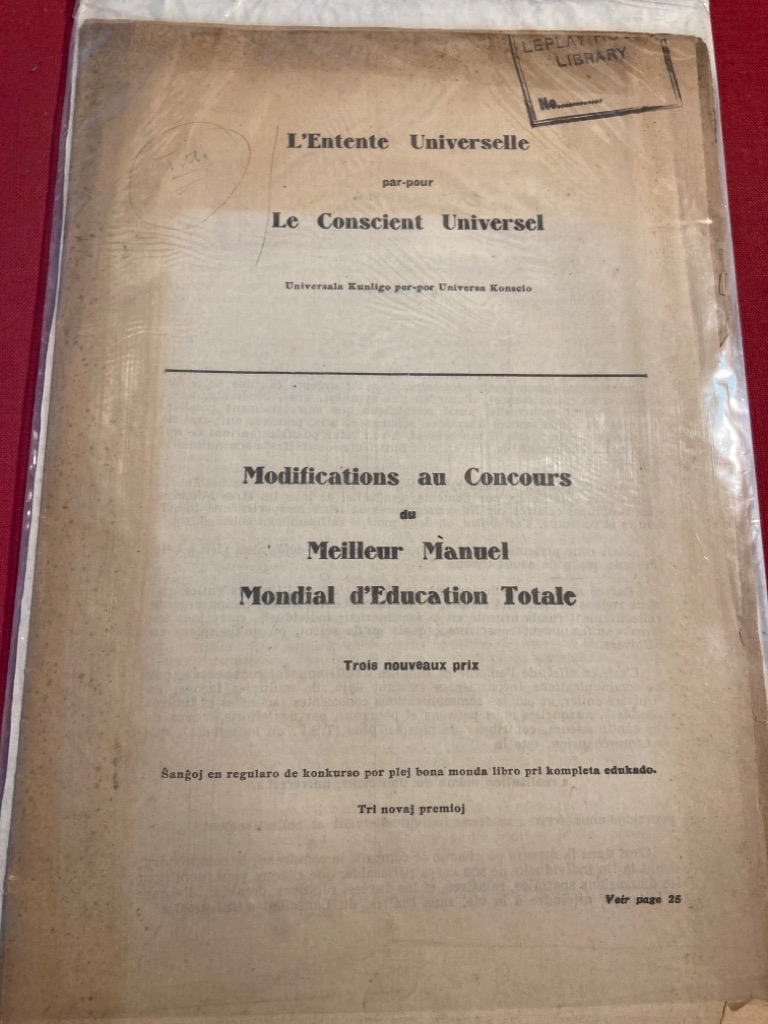 LEPLAY
LIBRARY
No............
L'Entente Universelle
par-pour
Le Conscient Universel
Universala Kunligo per-por Universa Konscio
Modifications au Concours
du
Meilleur Manuel
Mondial d'Education Totale
Trois nouveaux prix
Ŝanĝoj en regularo de konkurso por plej bona monda libro pri kompleta edukado.
Tri novaj premioj
Voir page 25